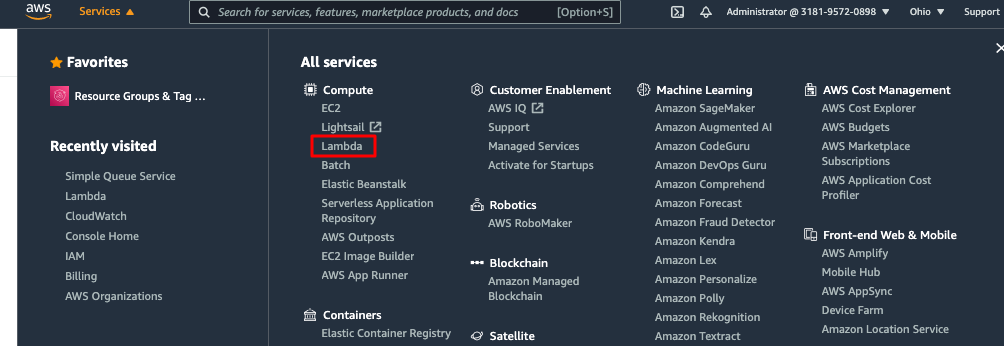 aws
Services ▲
Search for services, features, marketplace products, and docs
[Option+S]
Administrator @ 3181-9572-0898 ▼
Ohio ▼
Support
Favorites
Resource Groups & Tag ...
Recently visited
Simple Queue Service
Lambda
CloudWatch
Console Home
IAM
Billing
AWS Organizations
All services
Compute
EC2
Lightsail
Lambda
Batch
Elastic Beanstalk
Serverless Application
Repository
AWS Outposts
EC2 Image Builder
AWS App Runner
Containers
Elastic Container Registry
Customer Enablement
AWS IQ
Support
Managed Services
Activate for Startups
Robotics
AWS RoboMaker
Blockchain
Amazon Managed
Blockchain
Satellite
Machine Learning
Amazon SageMaker
Amazon Augmented AI
Amazon CodeGuru
Amazon DevOps Guru
Amazon Comprehend
Amazon Forecast
Amazon Fraud Detector
Amazon Kendra
Amazon Lex
Amazon Personalize
Amazon Polly
Amazon Rekognition
Amazon Textract
AWS Cost Management
AWS Cost Explorer
AWS Budgets
AWS Marketplace
Subscriptions
AWS Application Cost
Profiler
Front-end Web & Mobile
AWS Amplify
Mobile Hub
AWS AppSync
Device Farm
Amazon Location Service